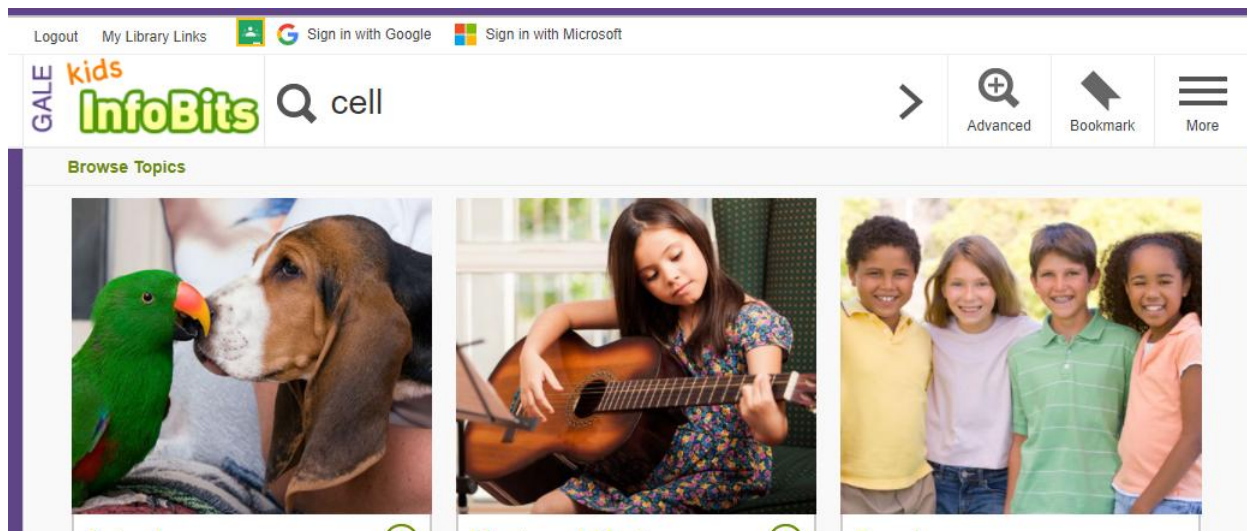 Logout My Library Links Sign in with Google Sign in with Microsoft
GALE
kids
InfoBits
cell
Advanced Bookmark More
Browse Topics